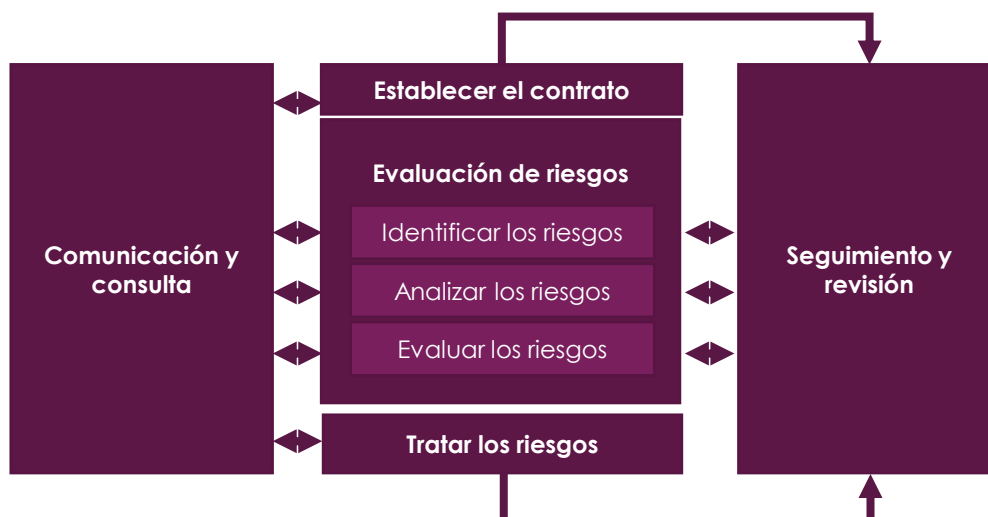 Establecer el contrato
Evaluación de riesgos
Identificar los riesgos
Analizar los riesgos
Evaluar los riesgos
Tratar los riesgos
Comunicación y
consulta
Seguimiento y
revisión